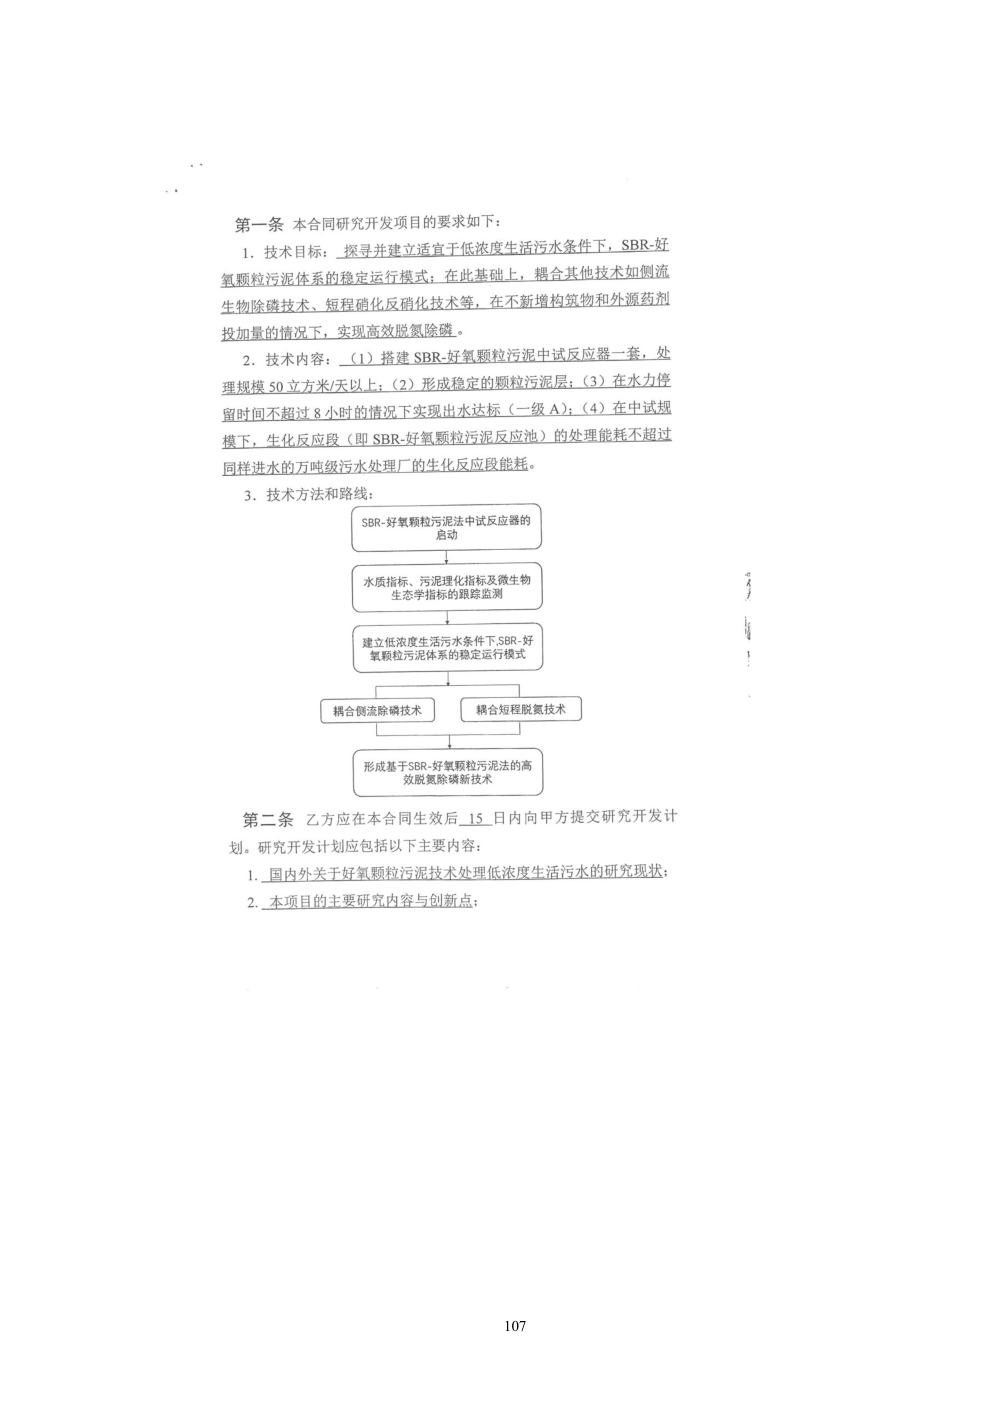 第一条 本合同研究开发项目的要求如下：
1．技术目标： 探寻并建立适宜于低浓度生活污水条件下，SBR-好
氧颗粒污泥体系的稳定运行模式；在此基础上，耦合其他技术如侧流
生物除磷技术、短程硝化反硝化技术等，在不新增构筑物和外源药剂
投加量的情况下，实现高效脱氮除磷 。
2．技术内容： （1）搭建 SBR-好氧颗粒污泥中试反应器一套，处
理规模 50 立方米/天以上；（2）形成稳定的颗粒污泥层；（3）在水力停
留时间不超过 8 小时的情况下实现出水达标（一级 A）；（4）在中试规
模下，生化反应段（即 SBR-好氧颗粒污泥反应池）的处理能耗不超过
同样进水的万吨级污水处理厂的生化反应段能耗。
3．技术方法和路线：
SBR-好氧颗粒污泥法中试反应器的
启动
水质指标、污泥理化指标及微生物
生态学指标的跟踪监测
建立低浓度生活污水条件下,SBR-好
氧颗粒污泥体系的稳定运行模式
耦合侧流除磷技术
耦合短程脱氮技术
形成基于SBR-好氧颗粒污泥法的高
效脱氮除磷新技术
第二条 乙方应在本合同生效后 15 日内向甲方提交研究开发计
划。研究开发计划应包括以下主要内容：
1. 国内外关于好氧颗粒污泥技术处理低浓度生活污水的研究现状；
2. 本项目的主要研究内容与创新点；
107